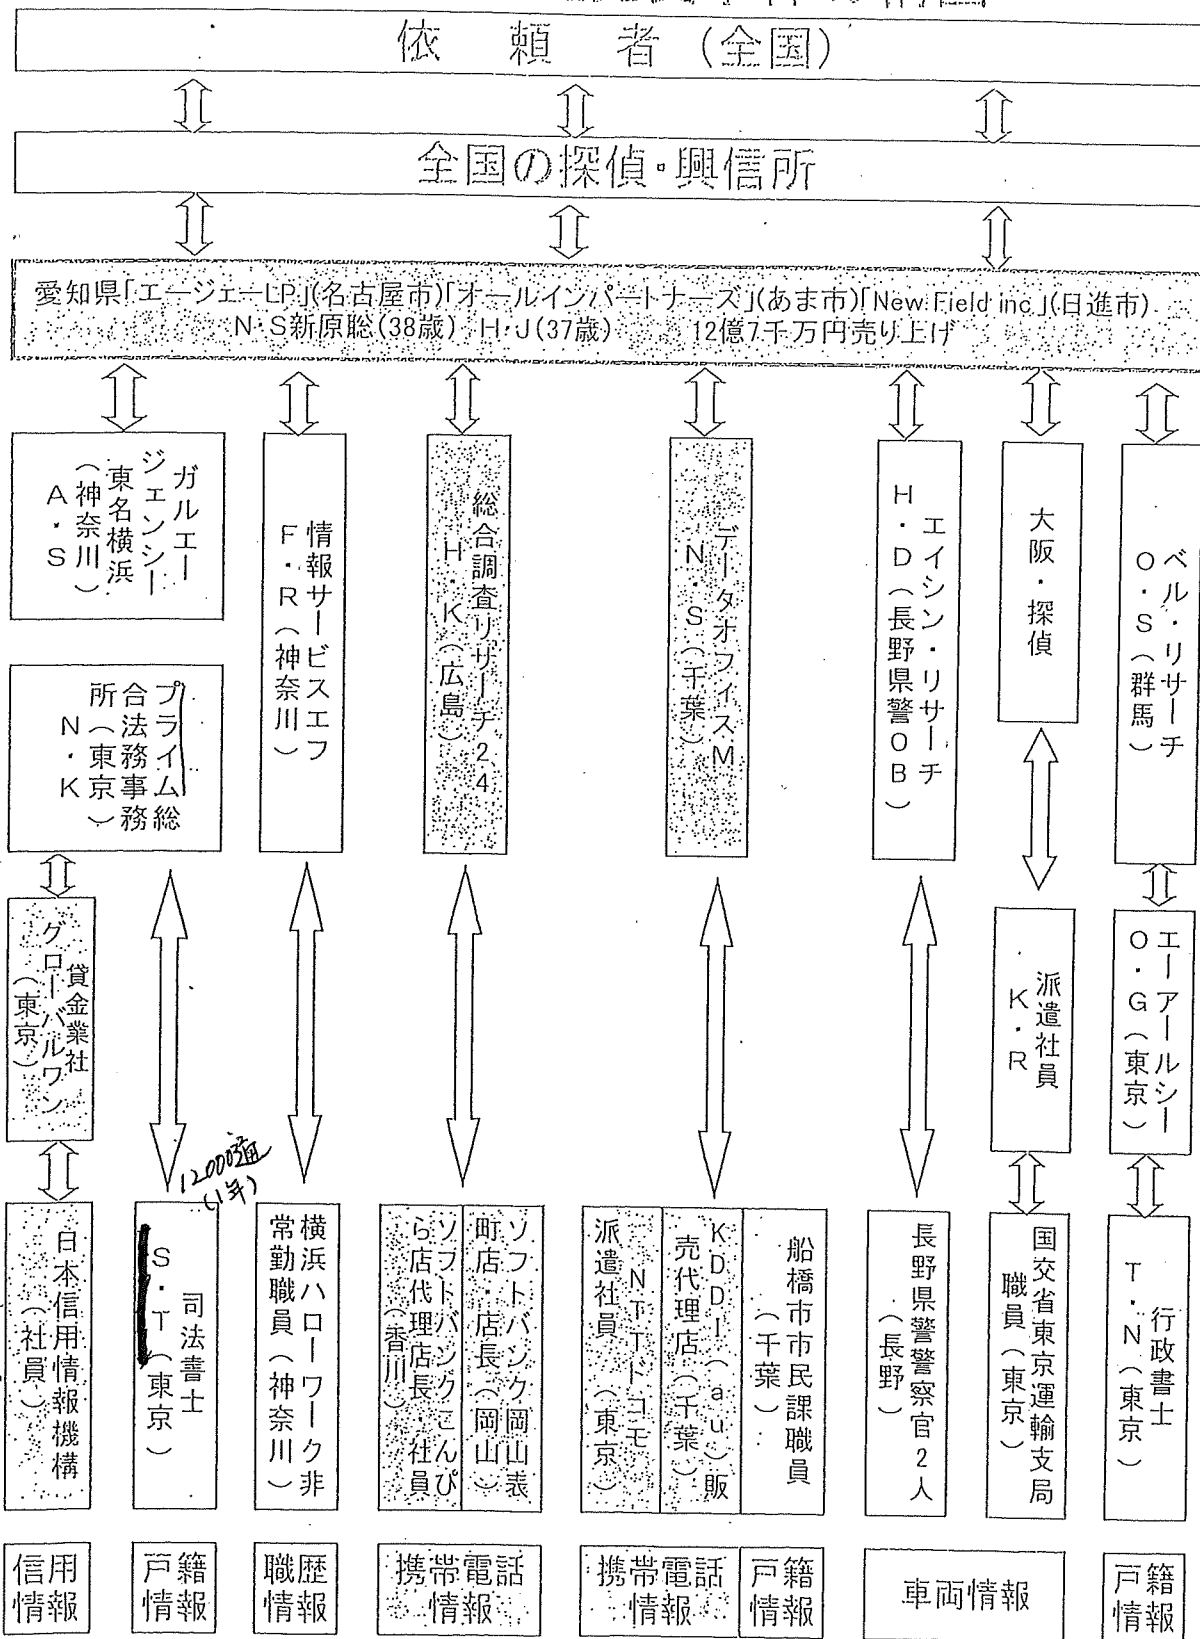 依頼者(全国)
全国の探偵・興信所
愛知県「エージェーLP」(名古屋市)「オールインパートナーズ」(あま市)「New Field inc」(日進市)
N・S新原聡(38歳) H・J(37歳) 12億7千万円売り上げ
ガルエー
ジェンシー
東名横浜
(神奈川)
A・S
情報サービスエフ
F・R(神奈川)
総合調査リサーチ24
H・K(広島)
データオフィスM
N・S(千葉)
エイシン・リサーチ
H・D(長野県警OB)
大阪・探偵
ベル・リサーチ
O・S(群馬)
プライム総
合法務事務
所(東京)
N・K
貸金業社
グローバルワン
(東京)
派遣社員
K・R
エーアールシー
O・G(東京)
12000通
(1年)
日本信用情報機構
(社員)
司法書士
S・T(東京)
横浜ハローワーク非
常勤職員(神奈川)
ソフトバンク岡山表
町店・店長(岡山)
ソフトバンクこんぴ
ら店代理店長 社員
(香川)
船橋市市民課職員
(千葉)
KDDI(au)販
売代理店(千葉)
NTTドコモ
派遣社員(東京)
長野県警警察官2人
(長野)
国交省東京運輸支局
職員(東京)
行政書士
T・N(東京)
信用
情報
戸籍
情報
職歴
情報
携帯電話
情報
携帯電話
情報
戸籍
情報
車両情報
戸籍
情報